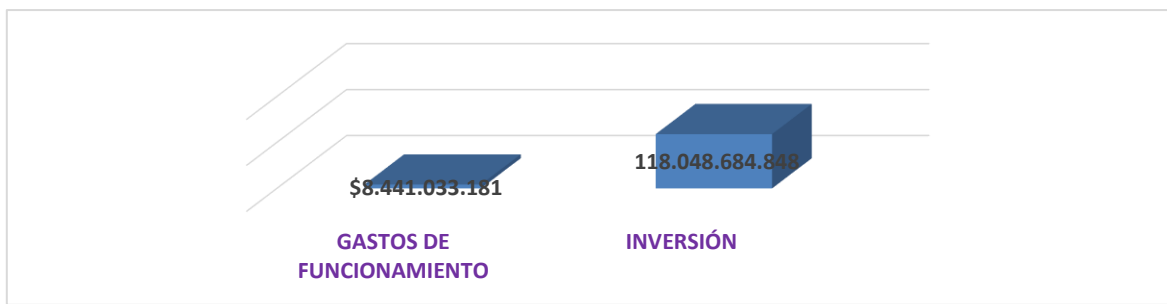 118.048.684.848
$8.441.033.181
GASTOS DE
FUNCIONAMIENTO
INVERSIÓN